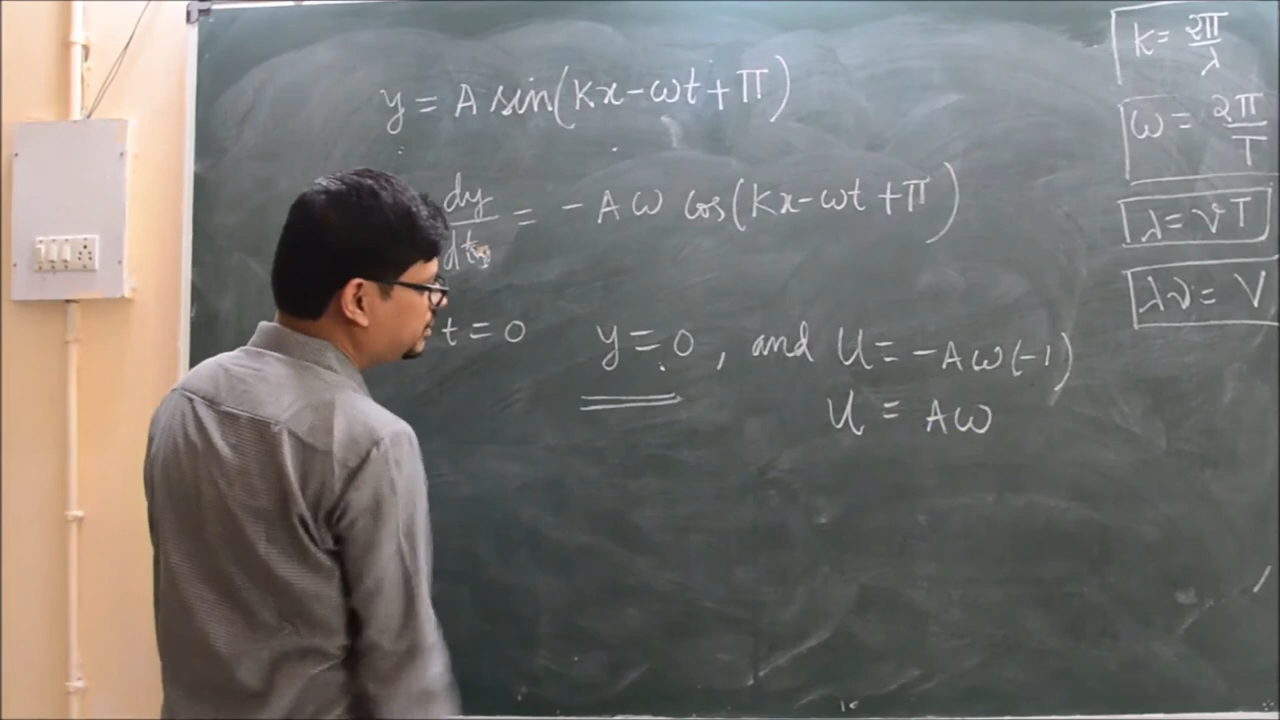 y = A sin(Kx-ωt+π)
dy/dt = -Aω cos(Kx-ωt+π)
t=0 y=0, and U=-Aω(-1)
U = Aω
k=2π/λ
ω=2π/T
λ=vT
λν=V